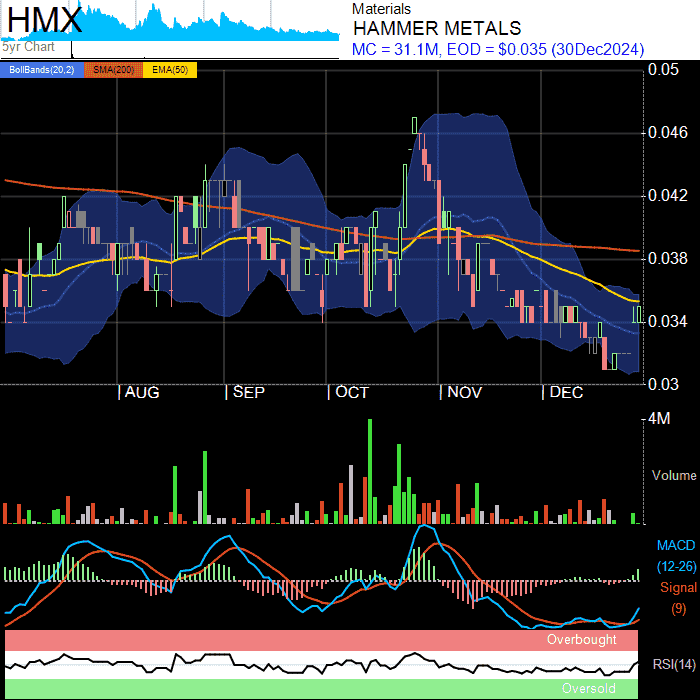 HMX
5yr Chart
Materials
HAMMER METALS
MC = 31.1M, EOD = $0.035 (30Dec2024)
BollBands(20,2) SMA(200) EMA(50)
0.05
0.046
0.042
0.038
0.034
0.03
AUG SEP OCT NOV DEC
4M
Volume
MACD
(12-26)
Signal
(9)
Overbought
RSI(14)
Oversold